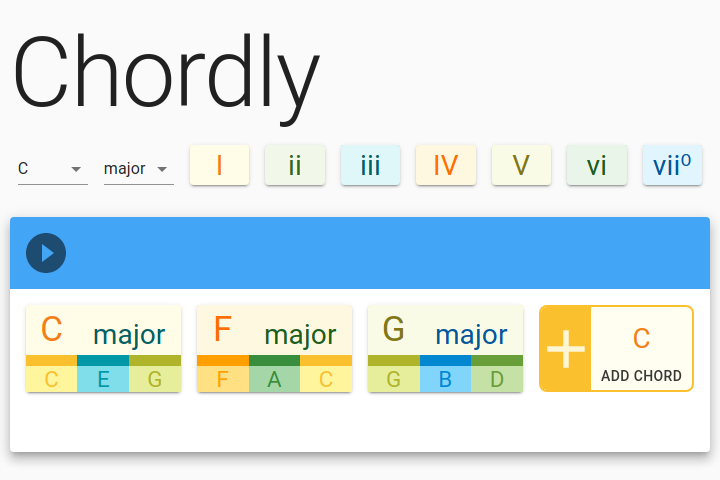 Chordly
C major I ii iii IV V vi vii⁰
C major F major G major C
C E G F A C G B D ADD CHORD